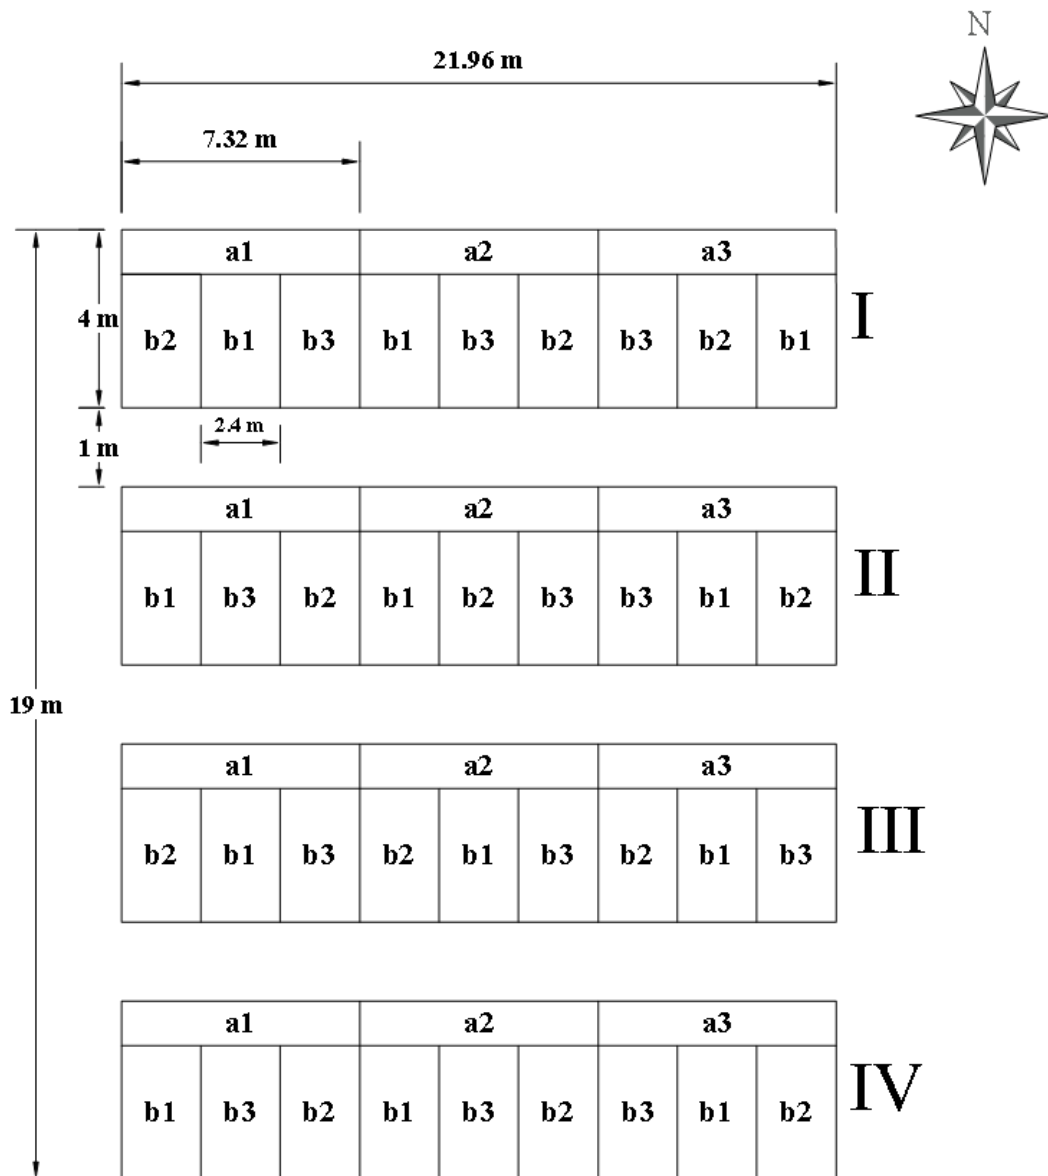 N
21.96 m
7.32 m
a1 a2 a3
4 m
b2 b1 b3 b1 b3 b2 b3 b2 b1
I
2.4 m
1 m
a1 a2 a3
b1 b3 b2 b1 b2 b3 b3 b1 b2
II
19 m
a1 a2 a3
b2 b1 b3 b2 b1 b3 b2 b1 b3
III
a1 a2 a3
b1 b3 b2 b1 b3 b2 b3 b1 b2
IV